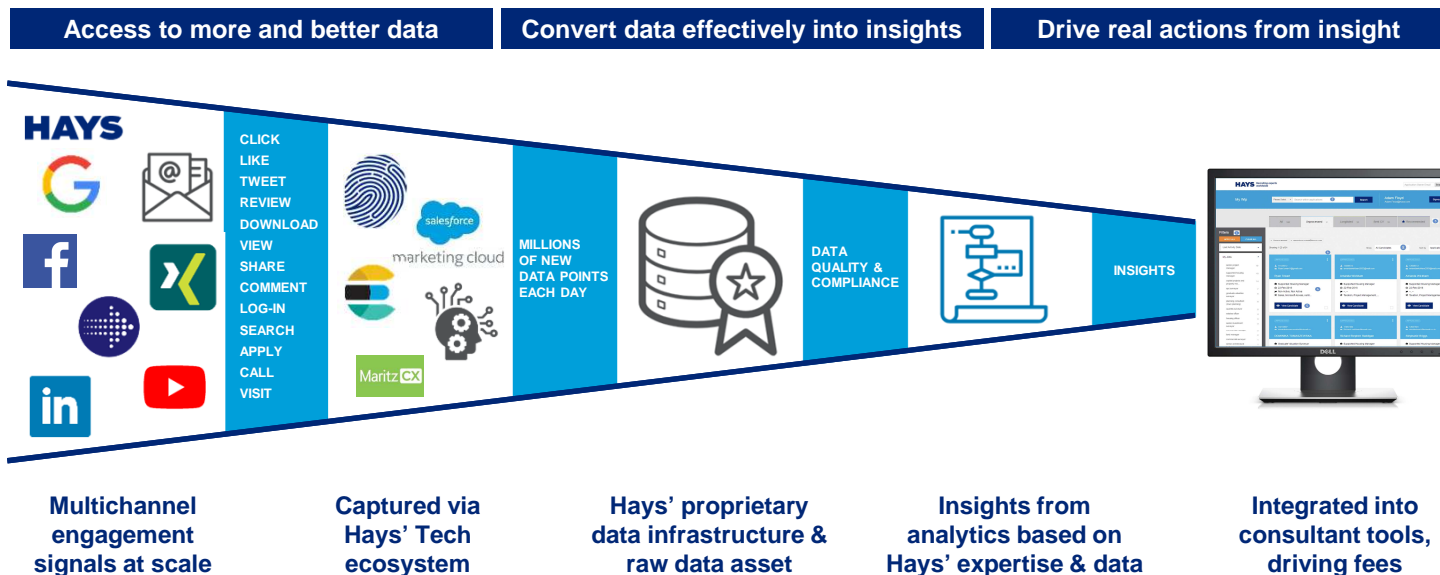 Access to more and better data
Convert data effectively into insights
Drive real actions from insight
HAYS
CLICK
LIKE
TWEET
REVIEW
DOWNLOAD
VIEW
SHARE
COMMENT
LOG-IN
SEARCH
APPLY
CALL
VISIT
salesforce
marketing cloud
Maritz CX
MILLIONS
OF NEW
DATA POINTS
EACH DAY
DATA
QUALITY &
COMPLIANCE
INSIGHTS
HAYS
DELL
in
Multichannel
engagement
signals at scale
Captured via
Hays’ Tech
ecosystem
Hays’ proprietary
data infrastructure &
raw data asset
Insights from
analytics based on
Hays’ expertise & data
Integrated into
consultant tools,
driving fees